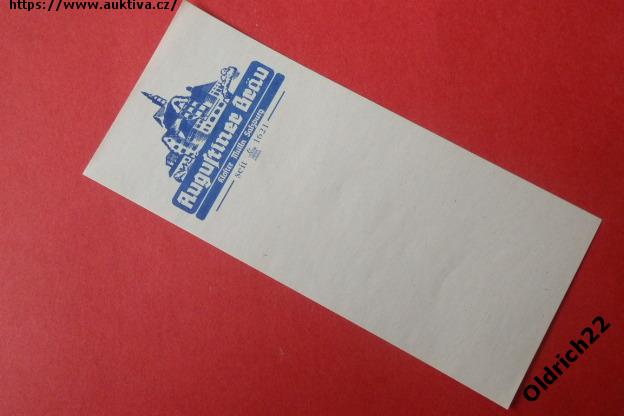 https://www.auktiva.cz/
Augustiner Bräu
Kloster Mülln Salzburg
seit 1621
Oldrich22